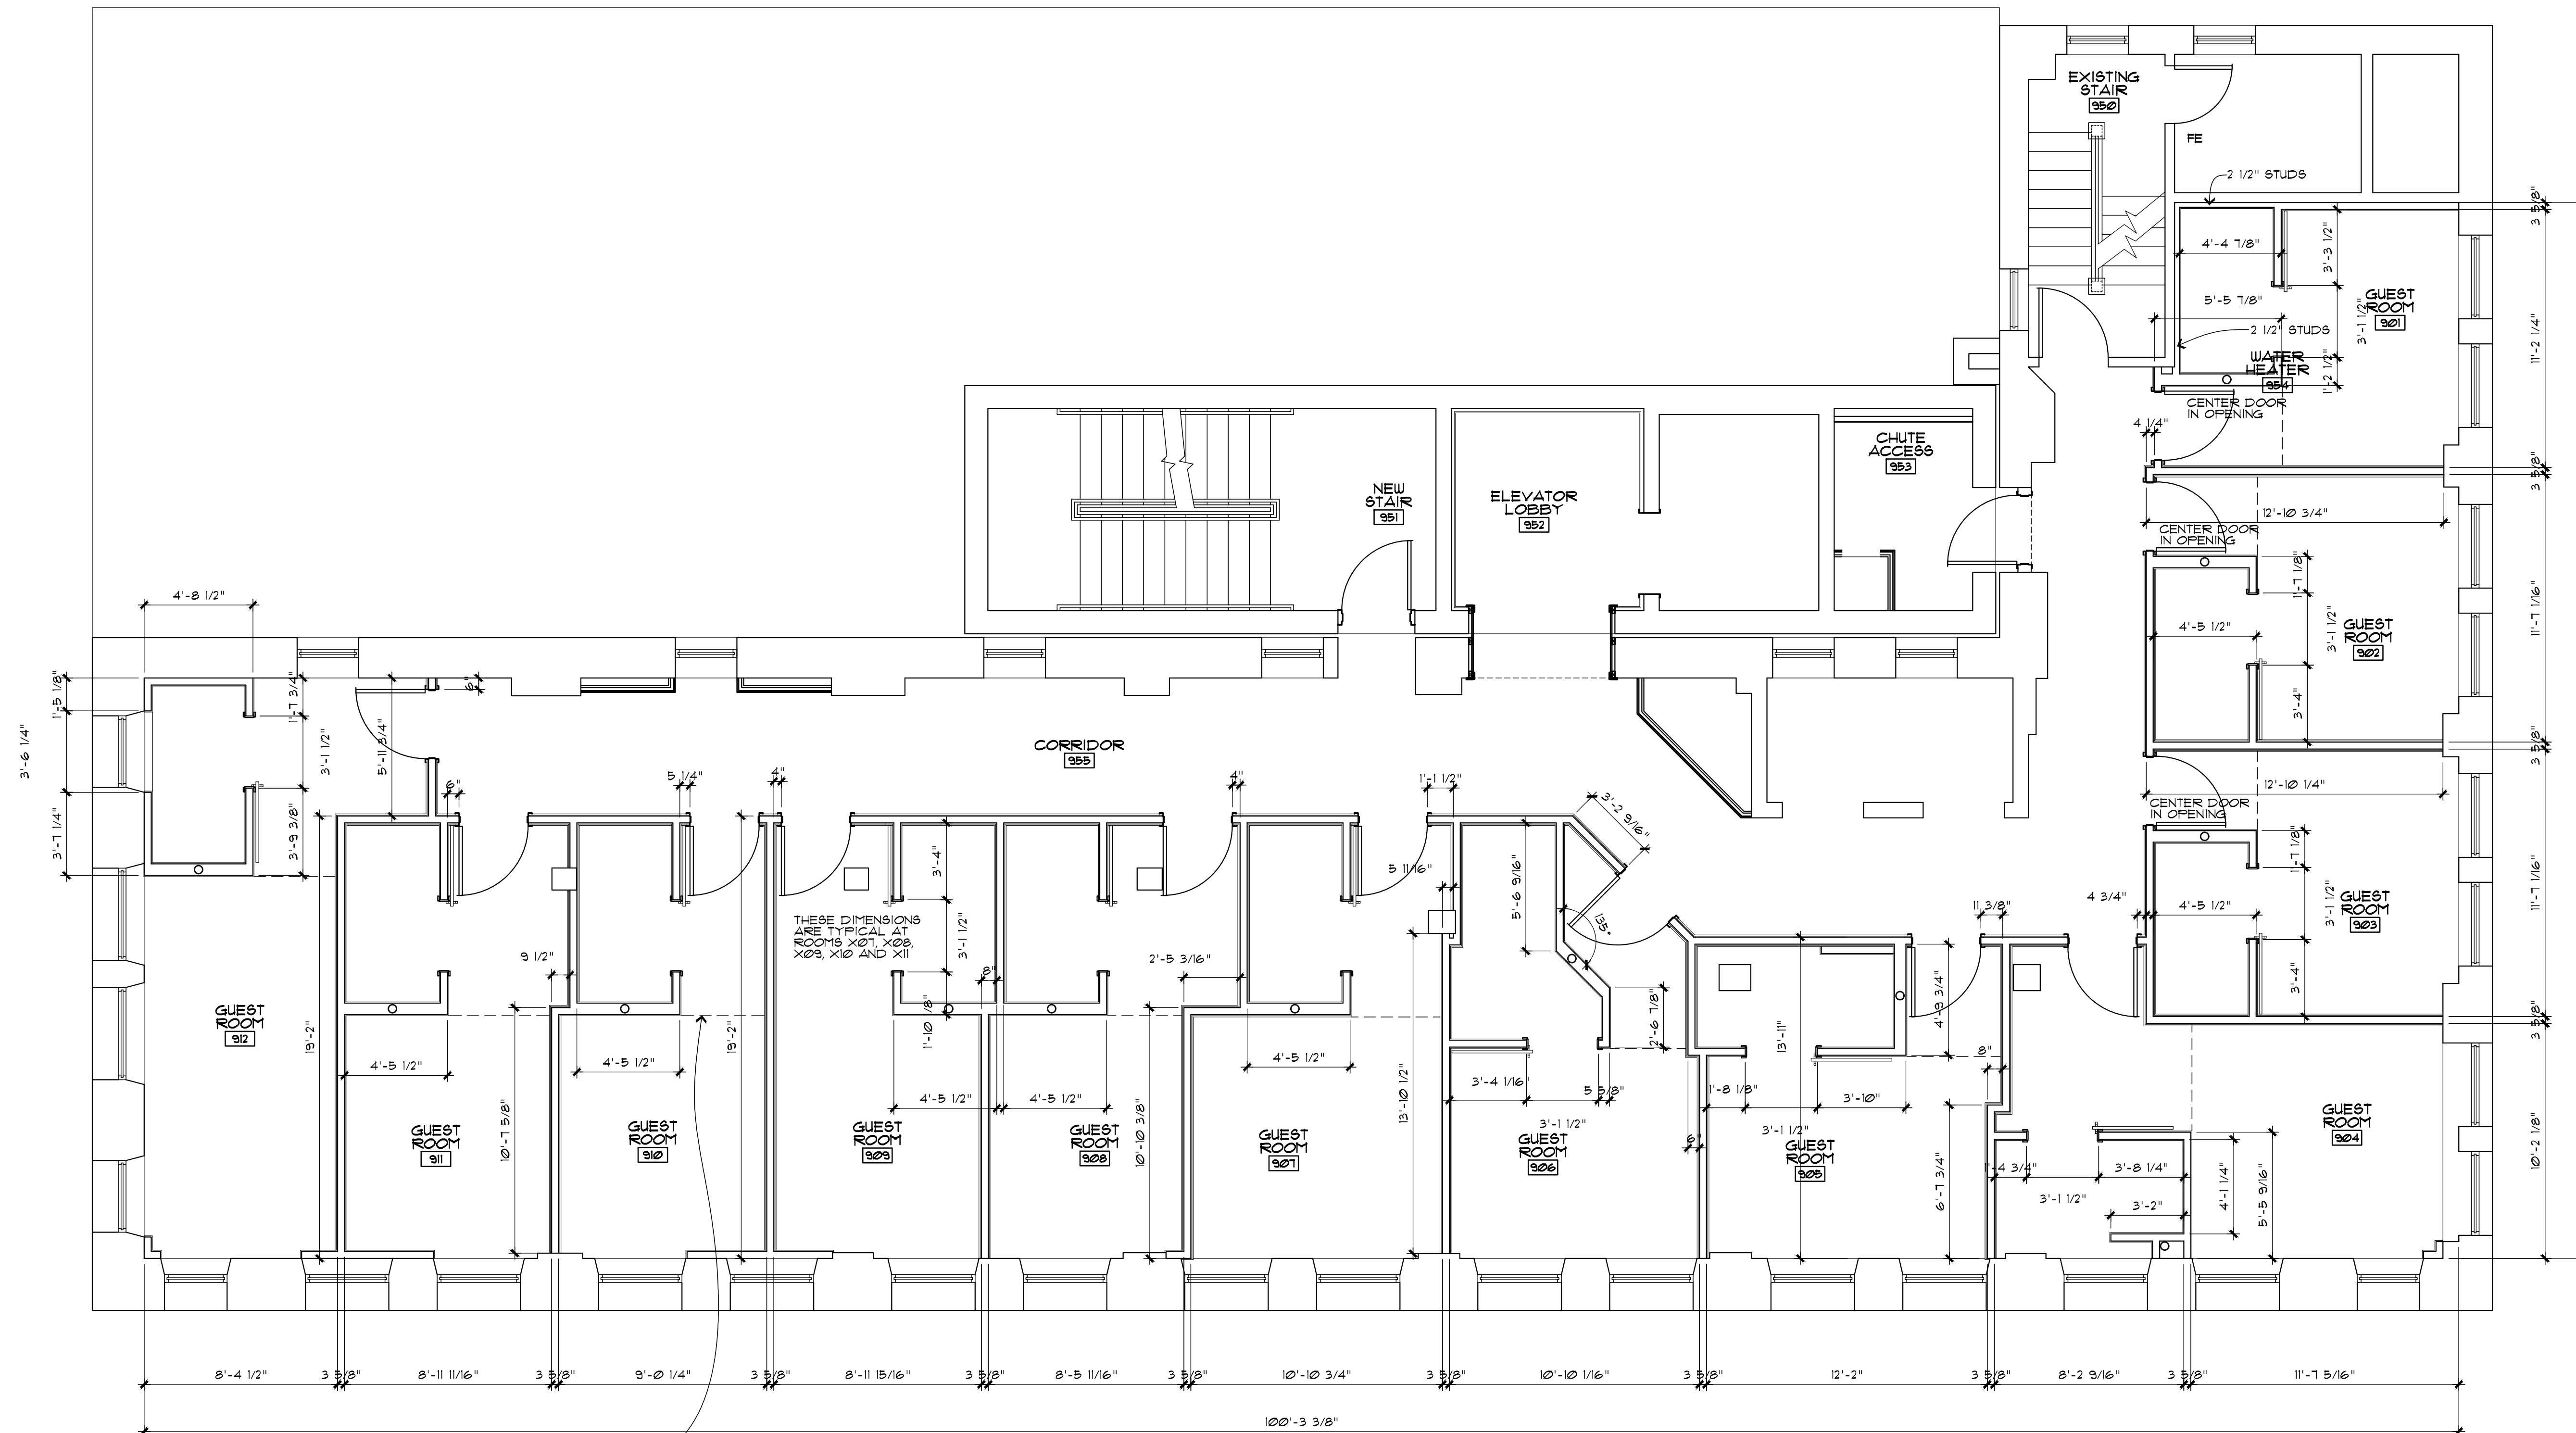 EXISTING
STAIR
950
FE
2 1/2" STUDS
3 5/8"
4'-4 7/8"
3'-3 1/2"
5'-5 7/8"
GUEST
ROOM
901
3'-1 1/2"
2 1/2" STUDS
11'-2 1/4"
WATER
HEATER
954
1'-2 1/2"
CENTER DOOR
IN OPENING
4 1/4"
CHUTE
ACCESS
953
3 5/8"
NEW
STAIR
951
ELEVATOR
LOBBY
952
12'-10 3/4"
CENTER DOOR
IN OPENING
1'-7 1/8"
4'-5 1/2"
3'-1 1/2"
GUEST
ROOM
902
11'-7 1/16"
3'-4"
3 5/8"
4'-8 1/2"
1'-5 1/8"
1'-7 3/4"
6"
3'-6 1/4"
3'-1 1/2"
5'-11 3/4"
CORRIDOR
955
12'-10 1/4"
CENTER DOOR
IN OPENING
3'-7 1/4"
3'-9 3/8"
6"
5 1/4"
4"
4"
1'-1 1/2"
3'-2 9/16"
1'-7 1/8"
3'-4"
5 11/16"
5'-6 9/16"
135°
11 3/8"
4 3/4"
4'-5 1/2"
3'-1 1/2"
GUEST
ROOM
903
11'-7 1/16"
THESE DIMENSIONS
ARE TYPICAL AT
ROOMS X07, X08,
X09, X10 AND X11
3'-1 1/2"
9 1/2"
8"
2'-5 3/16"
3'-4"
3 5/8"
GUEST
ROOM
912
19'-2"
19'-2"
1'-10 7/8"
2'-6 7/8"
13'-11"
4'-9 3/4"
8"
4'-5 1/2"
4'-5 1/2"
4'-5 1/2"
4'-5 1/2"
4'-5 1/2"
3'-4 1/16"
5 5/8"
1'-8 1/8"
3'-10"
10'-7 5/8"
10'-10 3/8"
13'-10 1/2"
GUEST
ROOM
911
GUEST
ROOM
910
GUEST
ROOM
909
GUEST
ROOM
908
GUEST
ROOM
907
3'-1 1/2"
GUEST
ROOM
906
6"
3'-1 1/2"
GUEST
ROOM
905
6'-7 3/4"
GUEST
ROOM
904
1'-4 3/4"
3'-8 1/4"
3'-1 1/2"
3'-2"
4'-1 1/4"
5'-5 9/16"
10'-2 1/8"
8'-4 1/2"
3 5/8"
8'-11 11/16"
3 5/8"
9'-0 1/4"
3 5/8"
8'-11 15/16"
3 5/8"
8'-5 11/16"
3 5/8"
10'-10 3/4"
3 5/8"
10'-10 1/16"
3 5/8"
12'-2"
3 5/8"
8'-2 9/16"
3 5/8"
11'-7 5/16"
100'-3 3/8"